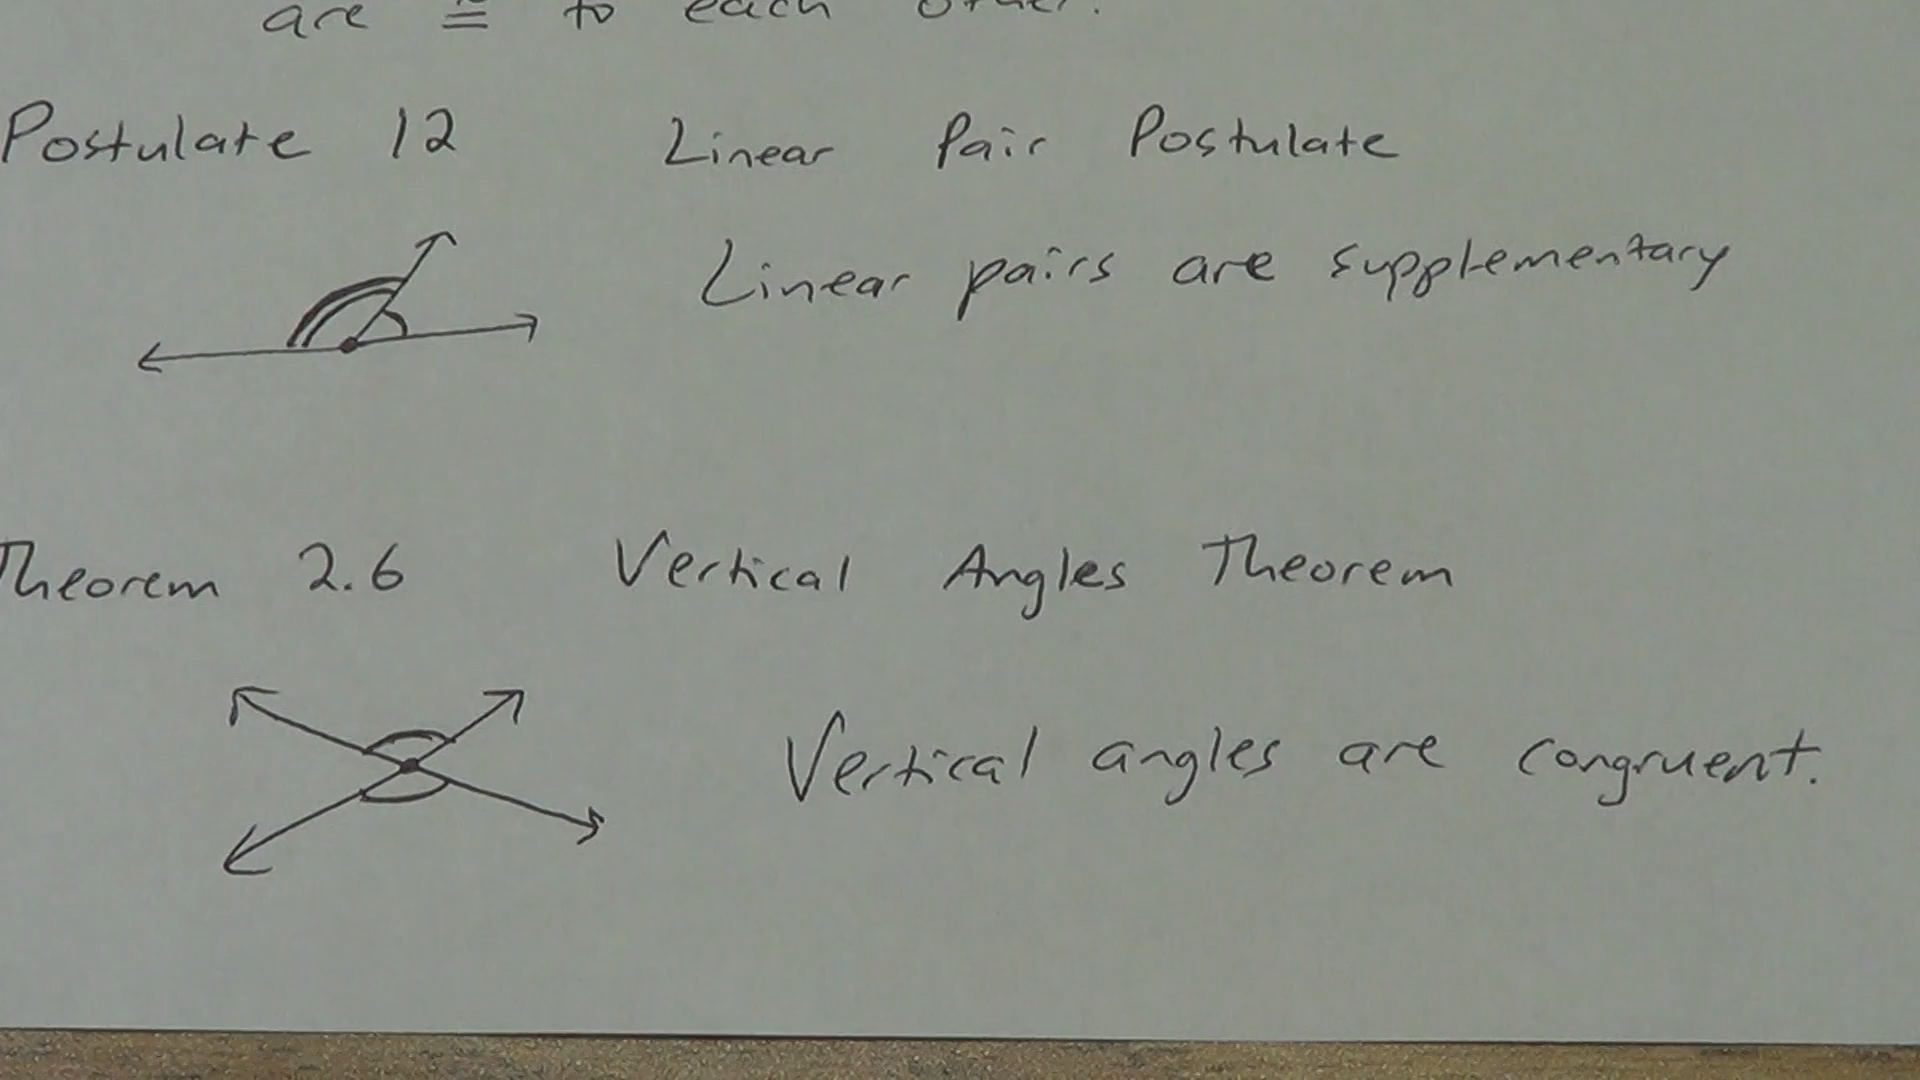 are ≅ to each other.
Postulate 12 Linear Pair Postulate
Linear pairs are supplementary
Theorem 2.6 Vertical Angles Theorem
Vertical angles are congruent.